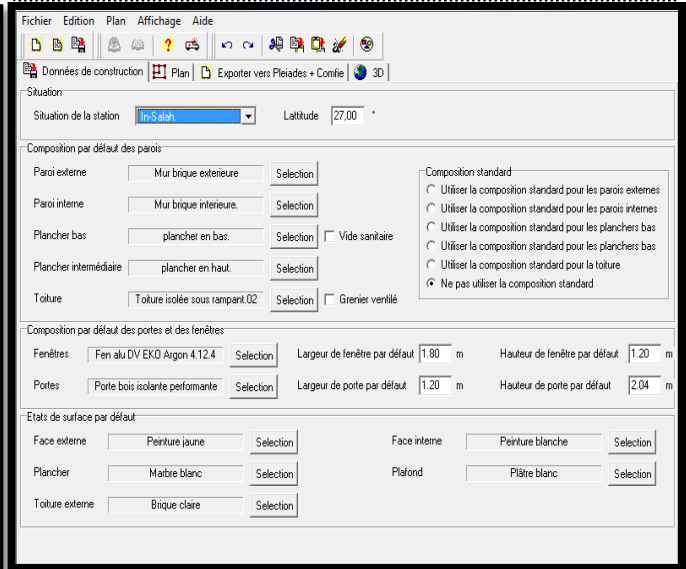 Fichier Edition Plan Affichage Aide
Données de construction Plan Exporter vers Pleiades + Comfie 3D
Situation
Situation de la station In-Salah. Lattitude 27,00 °
Composition par défaut des parois
Paroi externe Mur brique exterieure Selection
Paroi interne Mur brique interieure. Selection
Plancher bas plancher en bas. Selection Vide sanitaire
Plancher intermédiaire plancher en haut. Selection
Toiture Toiture isolée sous rampant.02 Selection Grenier ventilé
Composition standard
Utiliser la composition standard pour les parois externes
Utiliser la composition standard pour les parois internes
Utiliser la composition standard pour les planchers bas
Utiliser la composition standard pour les planchers bas
Utiliser la composition standard pour la toiture
Ne pas utiliser la composition standard
Composition par défaut des portes et des fenêtres
Fenêtres Fen alu DV EKO Argon 4.12.4 Selection Largeur de fenêtre par défaut 1.80 m Hauteur de fenêtre par défaut 1.20 m
Portes Porte bois isolante performante Selection Largeur de porte par défaut 1.20 m Hauteur de porte par défaut 2.04 m
Etats de surface par défaut
Face externe Peinture jaune Selection Face interne Peinture blanche Selection
Plancher Marbre blanc Selection Plafond Plâtre blanc Selection
Toiture externe Brique claire Selection